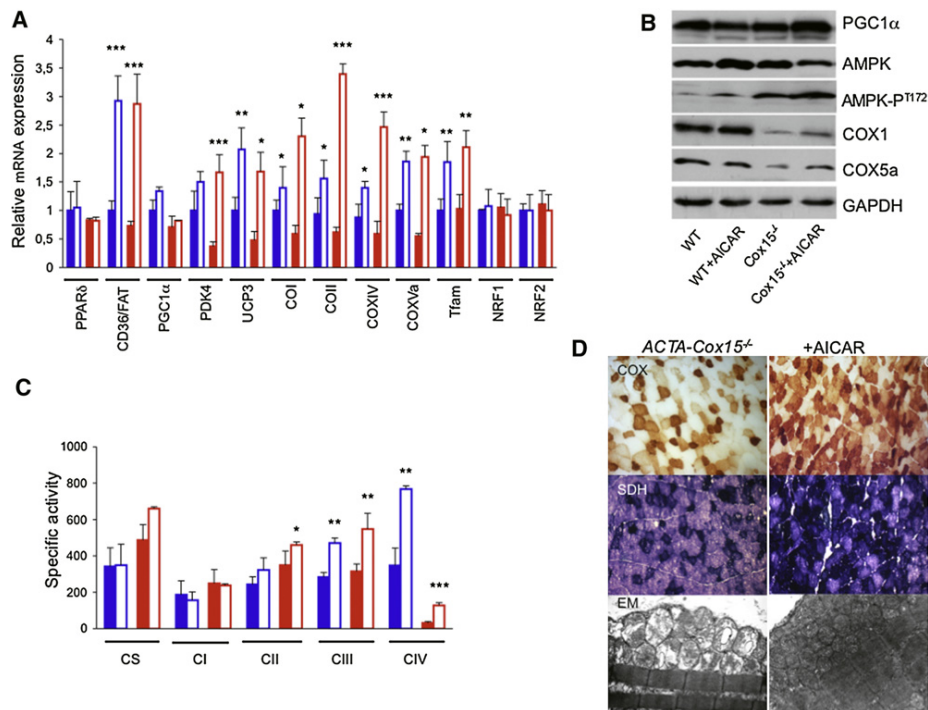 A
Relative mRNA expression
4
3,5
3
2,5
2
1,5
1
0,5
0
*** *** *** ** * * * * *** * *** ** * ** **
PPARδ
CD36/FAT
PGC1α
PDK4
UCP3
COI
COII
COXIV
COXVa
Tfam
NRF1
NRF2
B
PGC1α
AMPK
AMPK-P^T172
COX1
COX5a
GAPDH
WT
WT+AICAR
Cox15-/-
Cox15-/-+AICAR
C
Specific activity
1000
800
600
400
200
0
* ** ** ** ***
CS CI CII CIII CIV
D
ACTA-Cox15-/- +AICAR
COX
SDH
EM